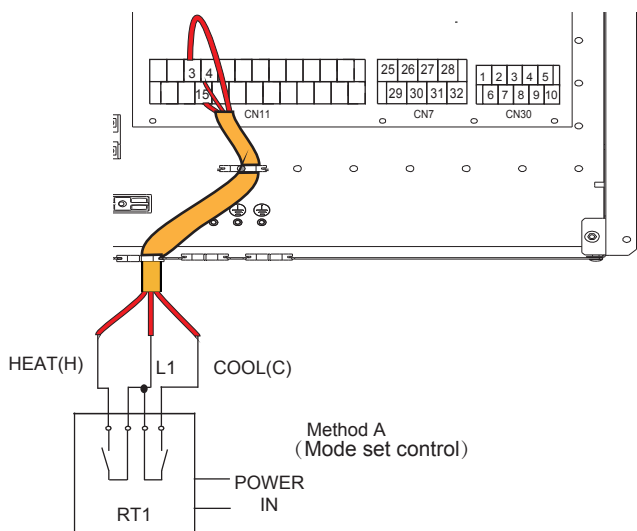 3 4
15
CN11
25 26 27 28
29 30 31 32
CN7
1 2 3 4 5
6 7 8 9 10
CN30
HEAT(H)
L1
COOL(C)
Method A
(Mode set control)
POWER
IN
RT1